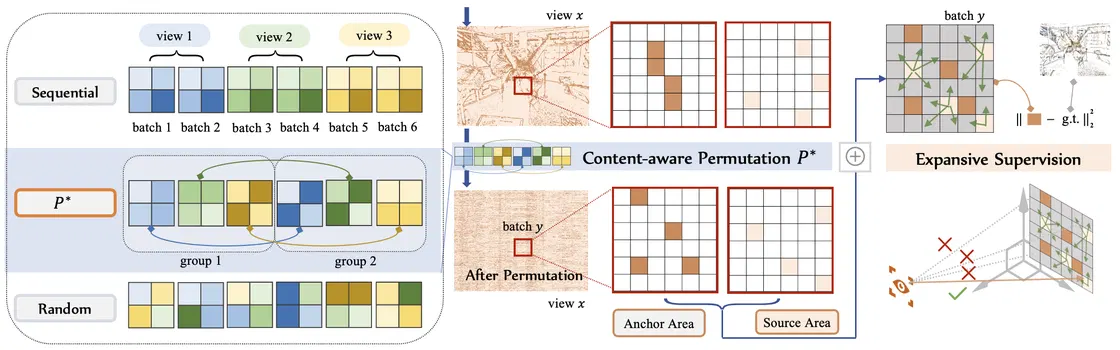 view 1
view 2
view 3
Sequential
batch 1
batch 2
batch 3
batch 4
batch 5
batch 6
P*
group 1
group 2
Random
view x
Content-aware Permutation P*
batch y
After Permutation
view x
Anchor Area
Source Area
batch y
|| − g.t. ||²₂
Expansive Supervision